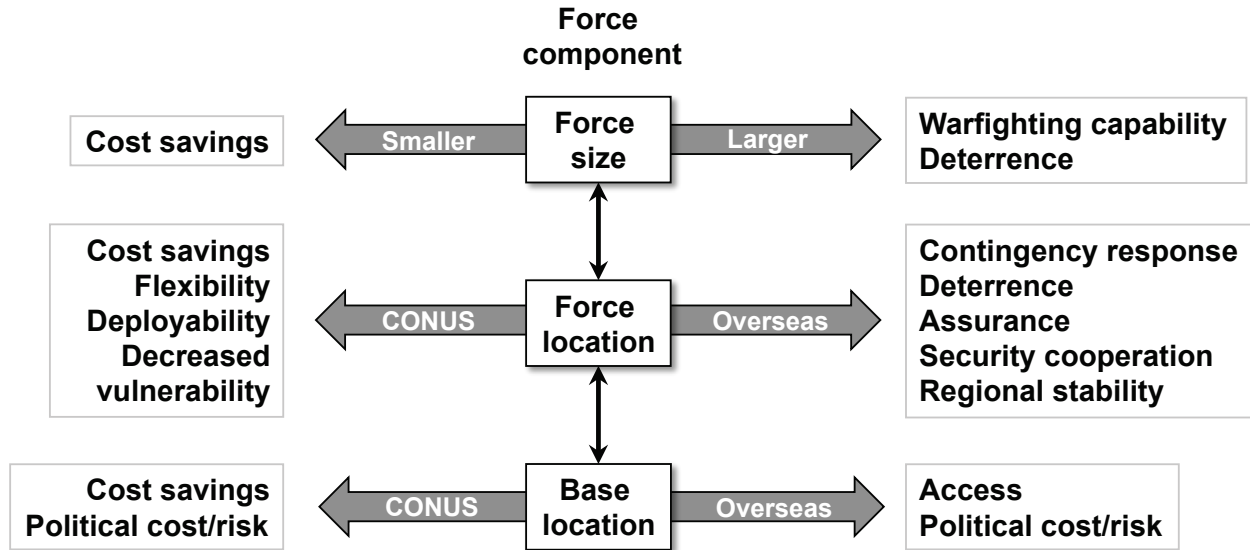 Force
component
Cost savings
Smaller
Force
size
Larger
Warfighting capability
Deterrence
Cost savings
Flexibility
Deployability
Decreased
vulnerability
CONUS
Force
location
Overseas
Contingency response
Deterrence
Assurance
Security cooperation
Regional stability
Cost savings
Political cost/risk
CONUS
Base
location
Overseas
Access
Political cost/risk